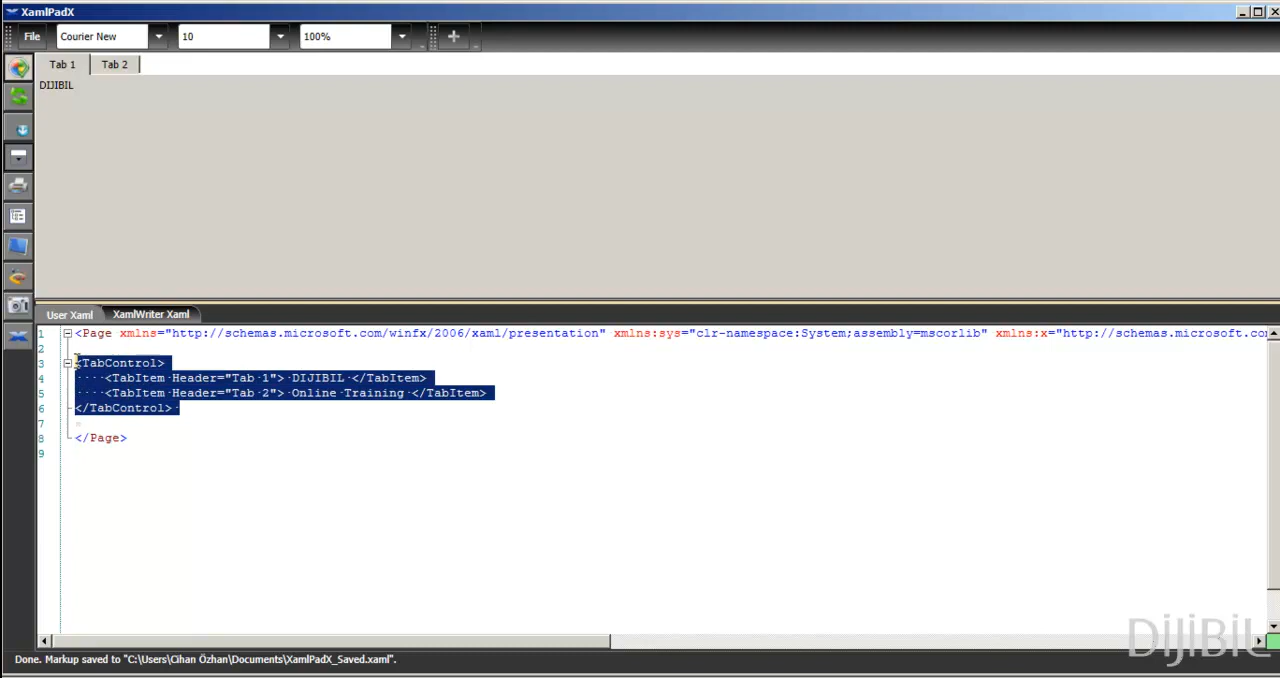 XamlPadX
File Courier New 10 100%
Tab 1 Tab 2
DIJIBIL
User Xaml XamlWriter Xaml
1 <Page xmlns="http://schemas.microsoft.com/winfx/2006/xaml/presentation" xmlns:sys="clr-namespace:System;assembly=mscorlib" xmlns:x="http://schemas.microsoft.co
2
3 <TabControl>
4 ····<TabItem·Header="Tab·1">·DIJIBIL·</TabItem>
5 ····<TabItem·Header="Tab·2">·Online·Training·</TabItem>
6 </TabControl>·
7
8 </Page>
9
DiJiBiL
Done. Markup saved to "C:\Users\Cihan Özhan\Documents\XamlPadX_Saved.xaml".